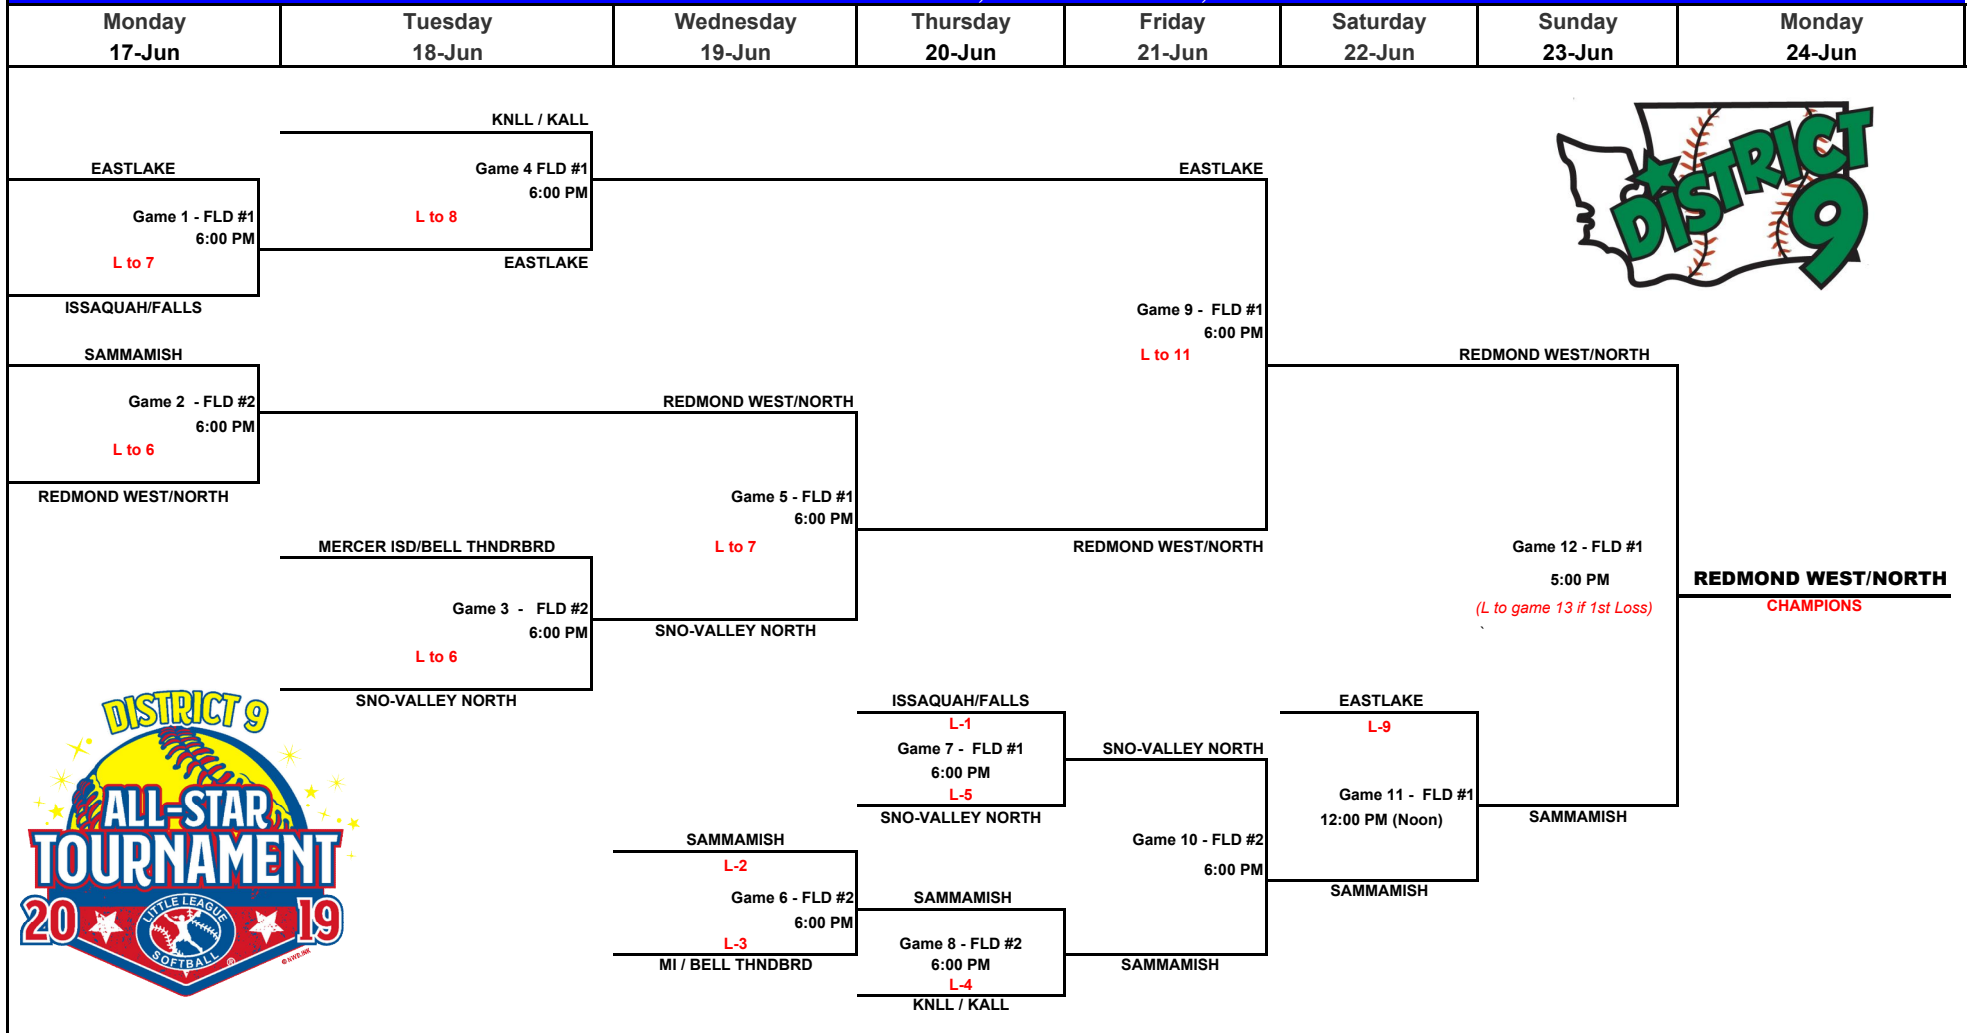 Monday Tuesday Wednesday Thursday Friday Saturday Sunday Monday
17-Jun 18-Jun 19-Jun 20-Jun 21-Jun 22-Jun 23-Jun 24-Jun
KNLL / KALL
EASTLAKE
Game 4 FLD #1
6:00 PM
EASTLAKE
Game 1 - FLD #1
6:00 PM
L to 8
L to 7
EASTLAKE
ISSAQUAH/FALLS
DISTRICT
9
Game 9 - FLD #1
6:00 PM
L to 11
SAMMAMISH
REDMOND WEST/NORTH
Game 2 - FLD #2
6:00 PM
REDMOND WEST/NORTH
L to 6
REDMOND WEST/NORTH
Game 5 - FLD #1
6:00 PM
MERCER ISD/BELL THNDRBRD
L to 7
REDMOND WEST/NORTH
Game 12 - FLD #1
5:00 PM
REDMOND WEST/NORTH
Game 3 - FLD #2
6:00 PM
(L to game 13 if 1st Loss)
CHAMPIONS
SNO-VALLEY NORTH
`
L to 6
SNO-VALLEY NORTH
ISSAQUAH/FALLS
L-1
EASTLAKE
L-9
Game 7 - FLD #1
6:00 PM
SNO-VALLEY NORTH
L-5
SNO-VALLEY NORTH
Game 11 - FLD #1
12:00 PM (Noon)
SAMMAMISH
SAMMAMISH
L-2
Game 10 - FLD #2
6:00 PM
Game 6 - FLD #2
6:00 PM
SAMMAMISH
SAMMAMISH
L-3
MI / BELL THNDBRD
Game 8 - FLD #2
6:00 PM
SAMMAMISH
L-4
KNLL / KALL
DISTRICT 9
ALL-STAR
TOURNAMENT
20 19
LITTLE LEAGUE
SOFTBALL
®